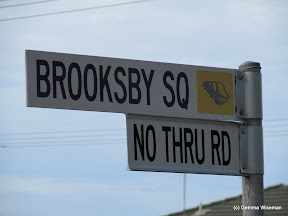 BROOKSBY SQ
NO THRU RD
(c) Gemma Wiseman